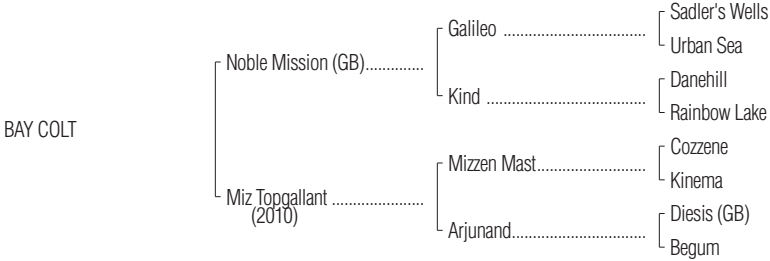 Sadler's Wells
Galileo ................................
Urban Sea
Noble Mission (GB).............
Danehill
Kind ....................................
Rainbow Lake
BAY COLT
Cozzene
Mizzen Mast........................
Kinema
Miz Topgallant .....................
(2010)
Diesis (GB)
Arjunand..............................
Begum